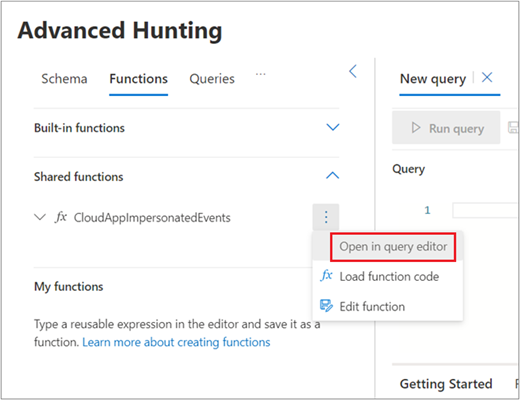 Advanced Hunting
Schema Functions Queries ...
New query
Built-in functions
Run query
Shared functions
Query
fx CloudAppImpersonatedEvents
1
Open in query editor
fx Load function code
My functions
Edit function
Type a reusable expression in the editor and save it as a
function. Learn more about creating functions
Getting Started